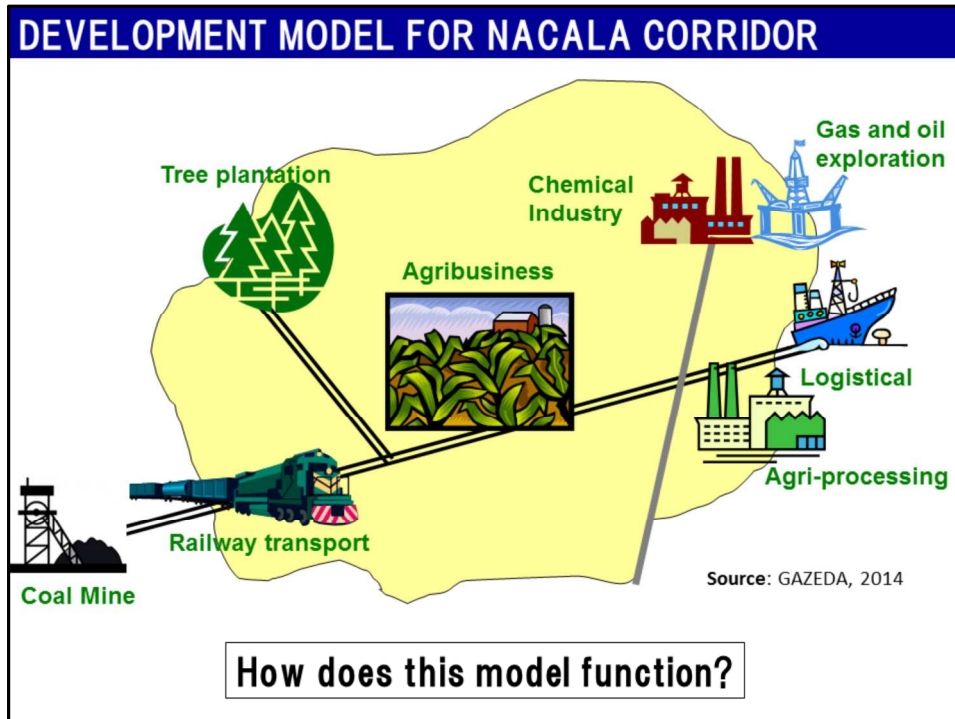 DEVELOPMENT MODEL FOR NACALA CORRIDOR
Gas and oil
exploration
Tree plantation
Chemical
Industry
Agribusiness
Logistical
Agri-processing
Railway transport
Source: GAZEDA, 2014
Coal Mine
How does this model function?